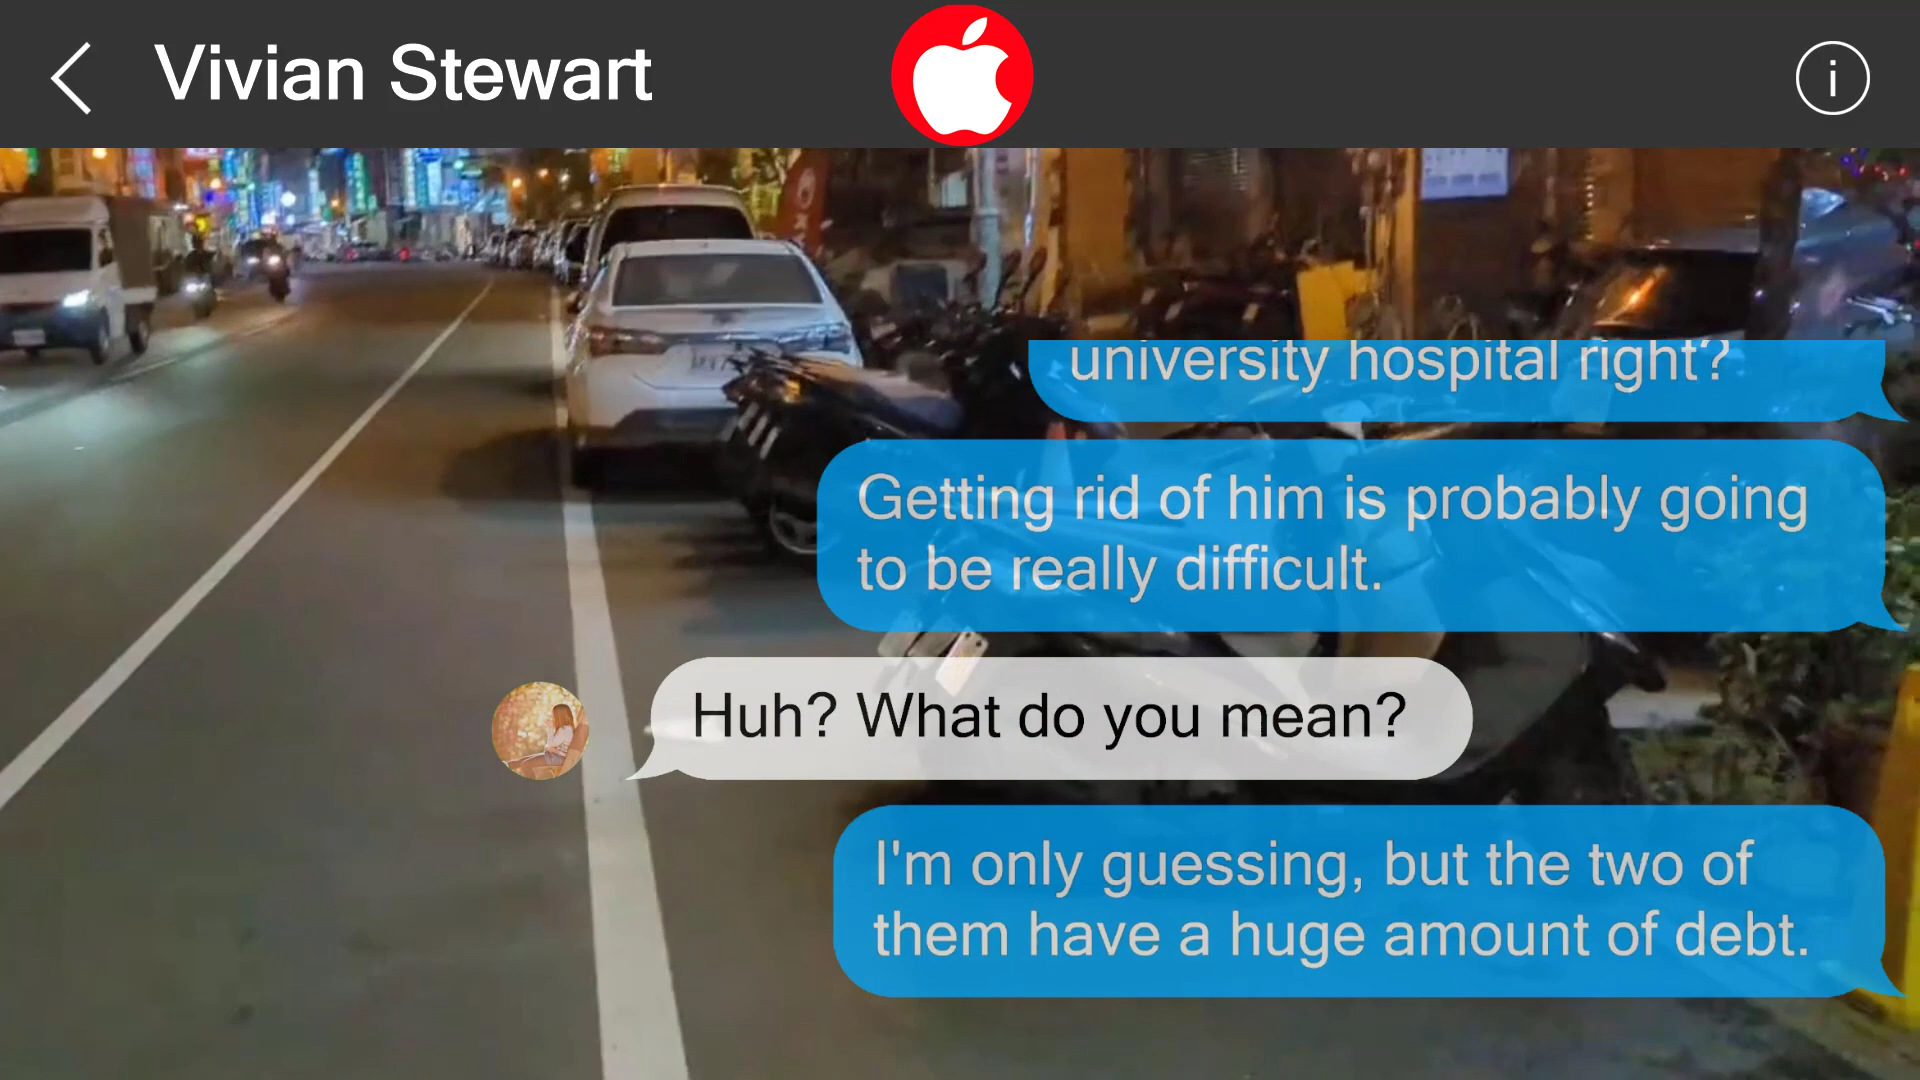 Vivian Stewart
i
university hospital right?
Getting rid of him is probably going
to be really difficult.
Huh? What do you mean?
I'm only guessing, but the two of
them have a huge amount of debt.